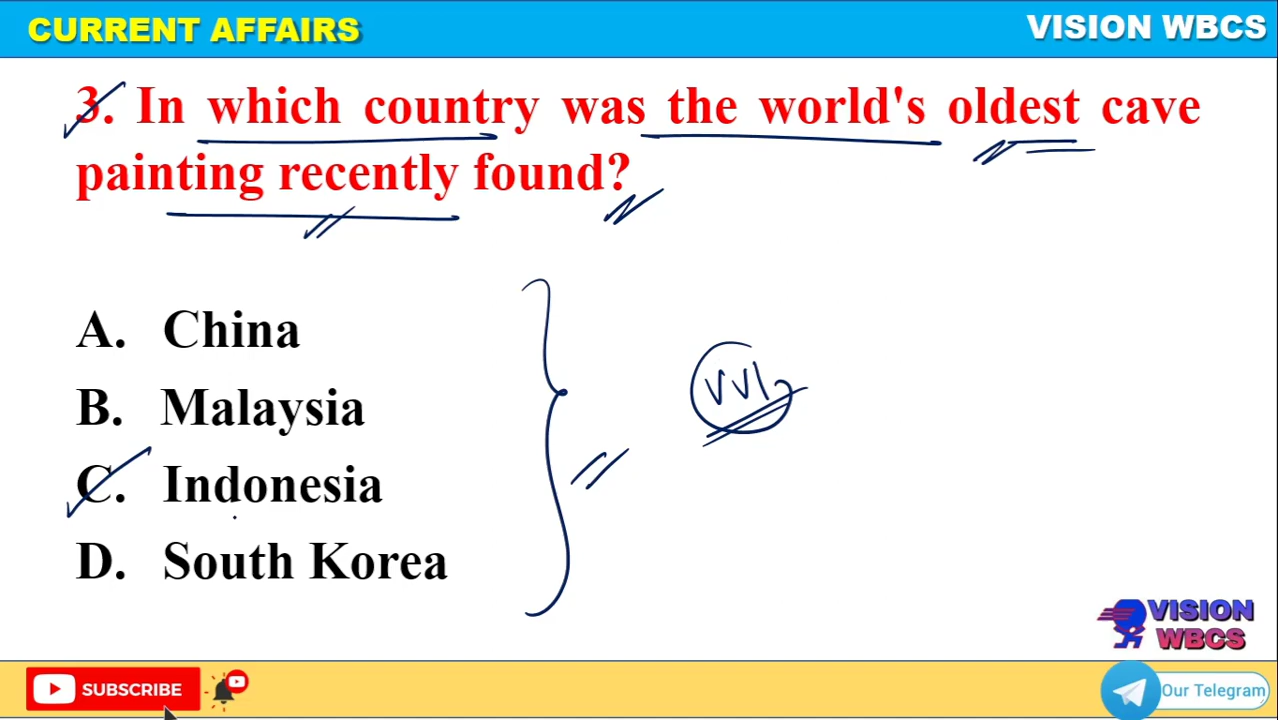 CURRENT AFFAIRS
VISION WBCS
3. In which country was the world's oldest cave
painting recently found?
A. China
B. Malaysia
C. Indonesia
D. South Korea
VVI
VISION
WBCS
SUBSCRIBE
Our Telegram